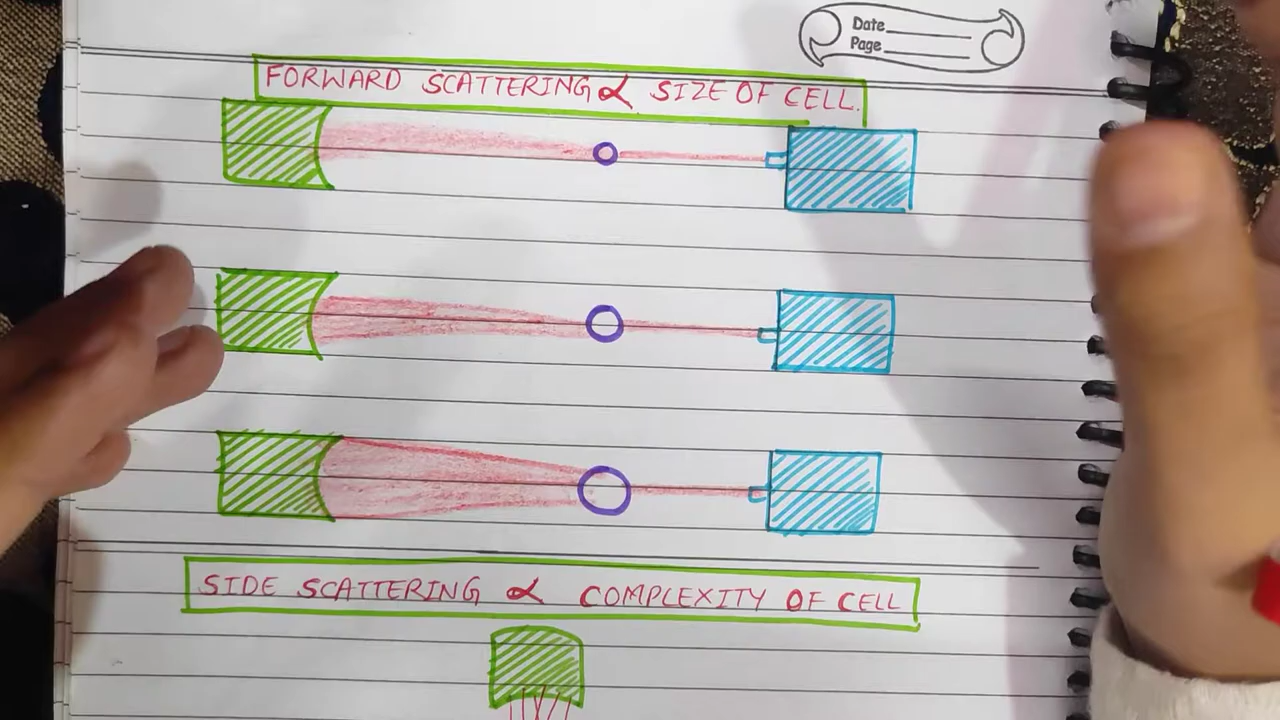 Date
Page
FORWARD SCATTERING ∝ SIZE OF CELL.
SIDE SCATTERING ∝ COMPLEXITY OF CELL